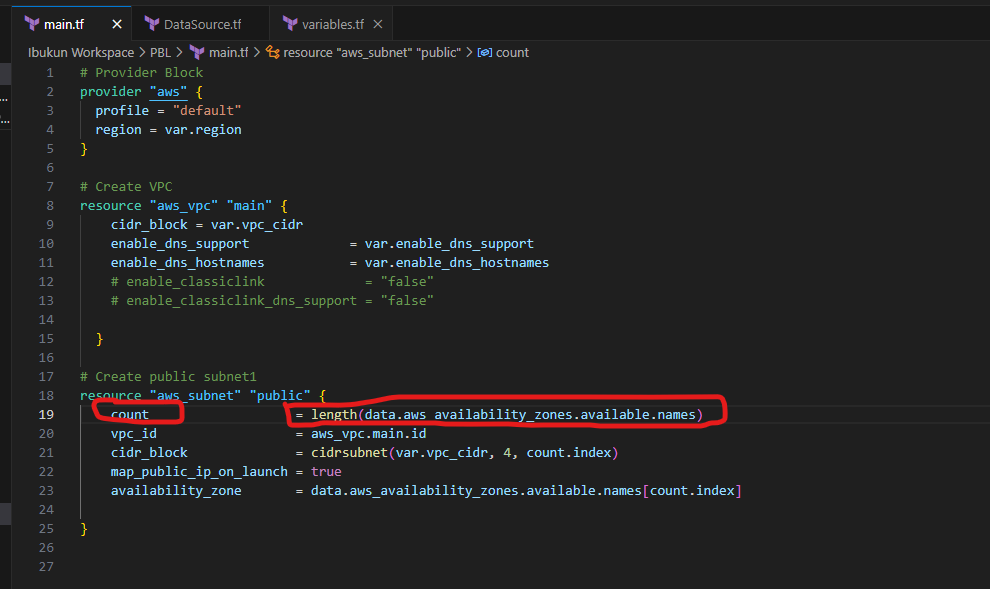 main.tf × DataSource.tf variables.tf ×
Ibukun Workspace > PBL > main.tf > resource "aws_subnet" "public" > count
1 # Provider Block
2 provider "aws" {
3 profile = "default"
4 region = var.region
5 }
6
7 # Create VPC
8 resource "aws_vpc" "main" {
9 cidr_block = var.vpc_cidr
10 enable_dns_support = var.enable_dns_support
11 enable_dns_hostnames = var.enable_dns_hostnames
12 # enable_classiclink = "false"
13 # enable_classiclink_dns_support = "false"
14
15 }
16
17 # Create public subnet1
18 resource "aws_subnet" "public" {
19 count = length(data.aws_availability_zones.available.names)
20 vpc_id = aws_vpc.main.id
21 cidr_block = cidrsubnet(var.vpc_cidr, 4, count.index)
22 map_public_ip_on_launch = true
23 availability_zone = data.aws_availability_zones.available.names[count.index]
24
25 }
26
27